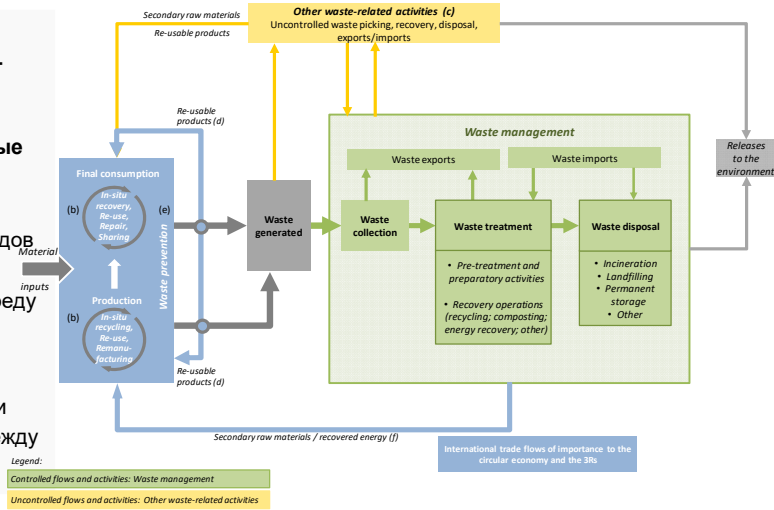 Secondary raw materials
Re-usable products
Other waste-related activities (c)
Uncontrolled waste picking, recovery, disposal,
exports/imports
.
ые
дов
еду
и
жду
Material
inputs
Re-usable
products (d)
Final consumption
(b)
In-situ
recovery,
Re-use,
Repair,
Sharing
(e)
Waste prevention
Production
(b)
In-situ
recycling,
Re-use,
Remanu-
facturing
Re-usable
products (d)
Waste
generated
Waste management
Waste exports
Waste imports
Waste
collection
Waste treatment
• Pre-treatment and
preparatory activities
• Recovery operations
(recycling; composting;
energy recovery; other)
Waste disposal
• Incineration
• Landfilling
• Permanent
storage
• Other
Releases
to the
environment
Secondary raw materials / recovered energy (f)
International trade flows of importance to the
circular economy and the 3Rs
Legend:
Controlled flows and activities: Waste management
Uncontrolled flows and activities: Other waste-related activities